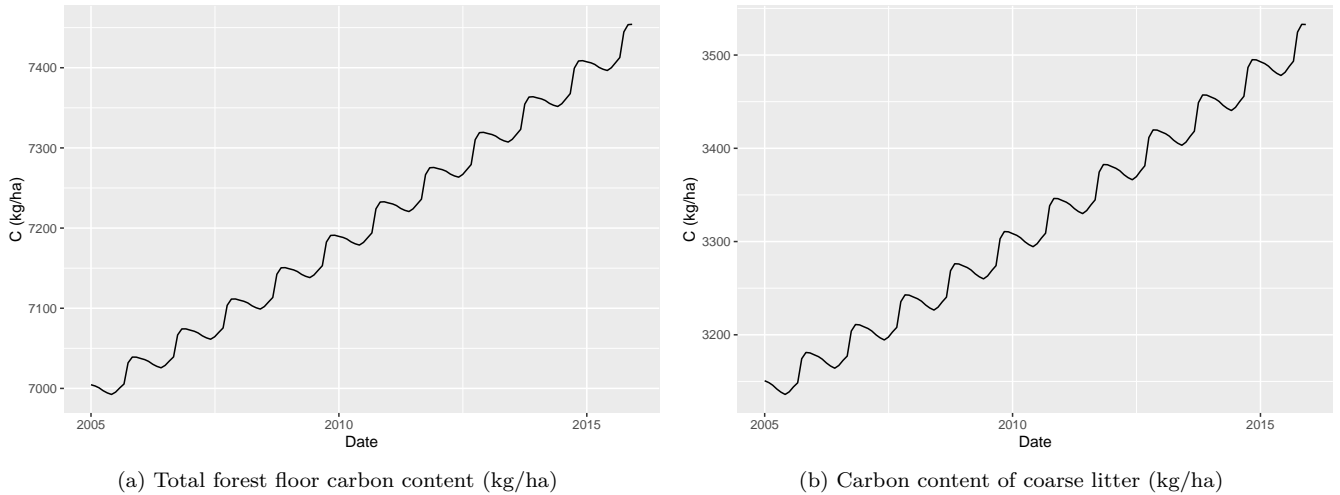 7400
7300
7200
7100
7000
C (kg/ha)
2005
2010
2015
Date
(a) Total forest floor carbon content (kg/ha)
3500
3400
3300
3200
C (kg/ha)
2005
2010
2015
Date
(b) Carbon content of coarse litter (kg/ha)